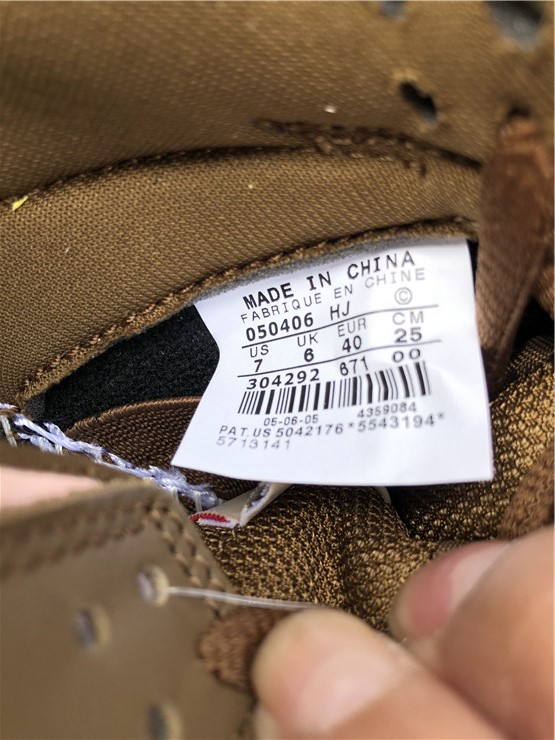 MADE IN CHINA
FABRIQUE EN CHINE
050406 HJ ©
US UK EUR CM
7 6 40 25
304292 671 00
05-06-05 4359084
PAT.US 5042176*5543194*
5713141